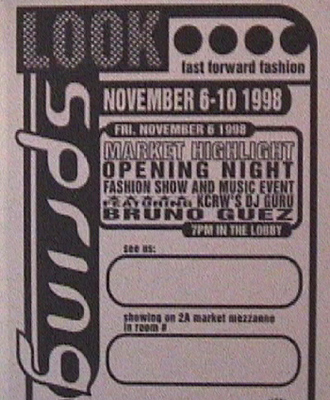 LOOK
spring
fast forward fashion
NOVEMBER 6-10 1998
FRI. NOVEMBER 6 1998
MARKET HIGHLIGHT
OPENING NIGHT
FASHION SHOW AND MUSIC EVENT
FEATURING KCRW'S DJ GURU
BRUNO GUEZ
7PM IN THE LOBBY
see us:
showing on 2A market mezzanne
in room #